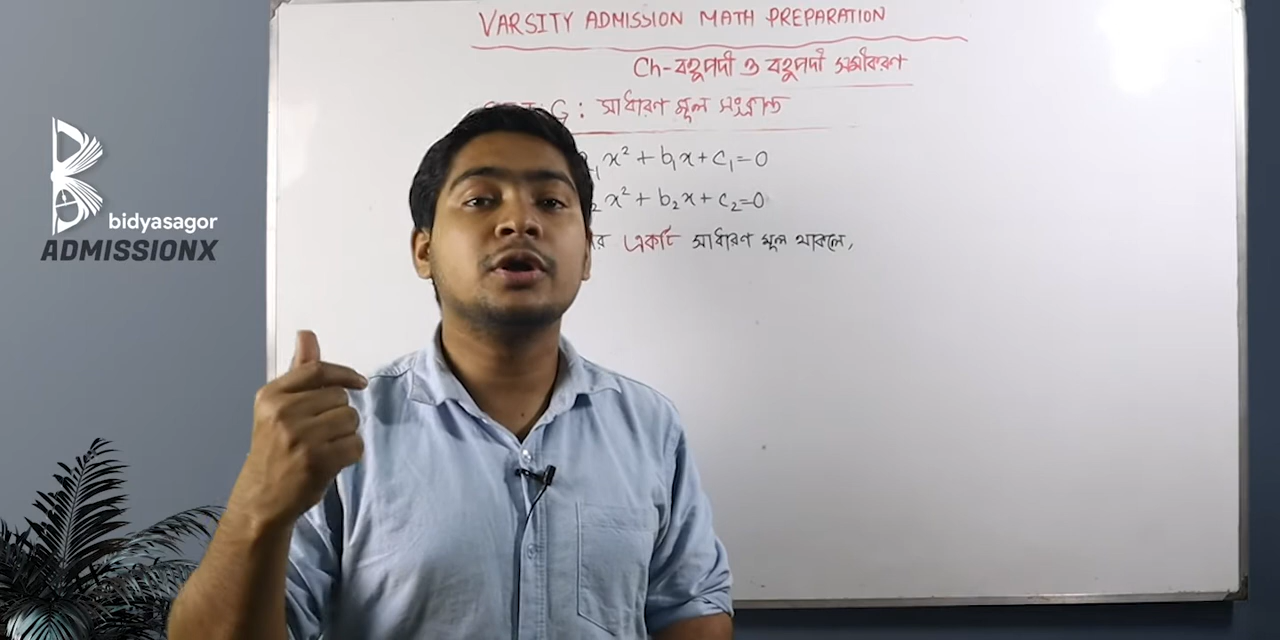 VARSITY ADMISSION MATH PREPARATION
Ch-বহুপদী ও বহুপদী সমীকরণ
G: সাধারণ মূল সংক্রান্ত
x² + b₁x + c₁ = 0
x² + b₂x + c₂ = 0
একটি সাধারণ মূল থাকলে,
bidyasagor
ADMISSIONX